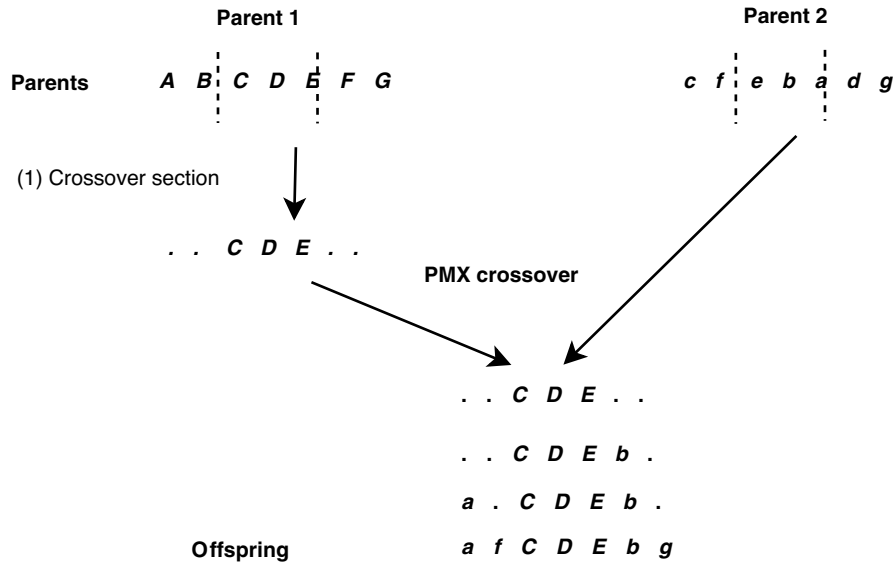 Parent 1 Parent 2
Parents A B C D E F G c f e b a d g
(1) Crossover section
. . C D E . .
PMX crossover
. . C D E . .
. . C D E b .
a . C D E b .
Offspring a f C D E b g